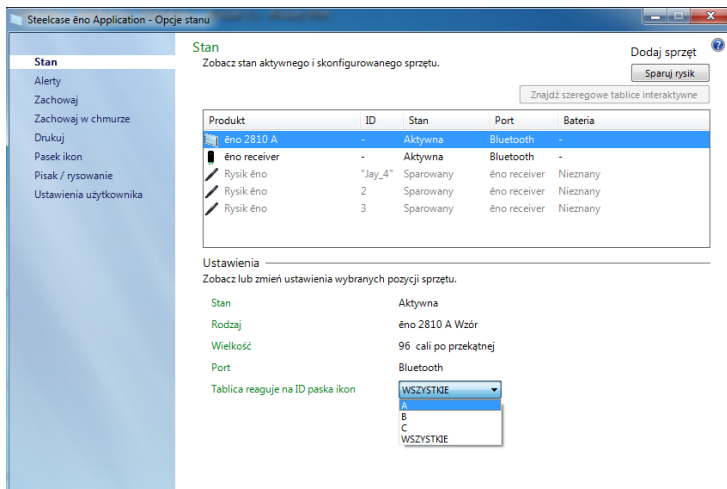 Steelcase ēno Application - Opcje stanu
Stan
Alerty
Zachowaj
Zachowaj w chmurze
Drukuj
Pasek ikon
Pisak / rysowanie
Ustawienia użytkownika
Stan
Zobacz stan aktywnego i skonfigurowanego sprzętu.
Dodaj sprzęt
Sparuj rysik
Znajdź szeregowe tablice interaktywne
Produkt ID Stan Port Bateria
ēno 2810 A - Aktywna Bluetooth -
ēno receiver - Aktywna Bluetooth -
Rysik ēno "Jay_4" Sparowany ēno receiver Nieznany
Rysik ēno 2 Sparowany ēno receiver Nieznany
Rysik ēno 3 Sparowany ēno receiver Nieznany
Ustawienia
Zobacz lub zmień ustawienia wybranych pozycji sprzętu.
Stan Aktywna
Rodzaj ēno 2810 A Wzór
Wielkość 96 cali po przekątnej
Port Bluetooth
Tablica reaguje na ID paska ikon WSZYSTKIE
A
B
C
WSZYSTKIE